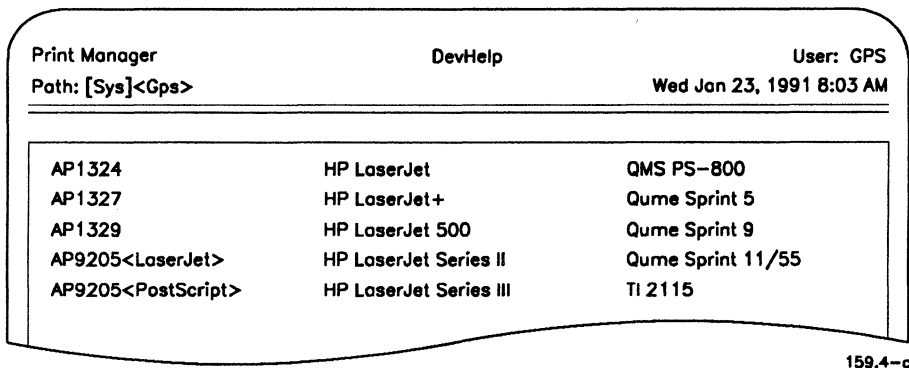 Print Manager DevHelp User: GPS
Path: [Sys]<Gps> Wed Jan 23, 1991 8:03 AM
AP1324 HP LaserJet QMS PS-800
AP1327 HP LaserJet+ Qume Sprint 5
AP1329 HP LaserJet 500 Qume Sprint 9
AP9205<LaserJet> HP LaserJet Series II Qume Sprint 11/55
AP9205<PostScript> HP LaserJet Series III TI 2115